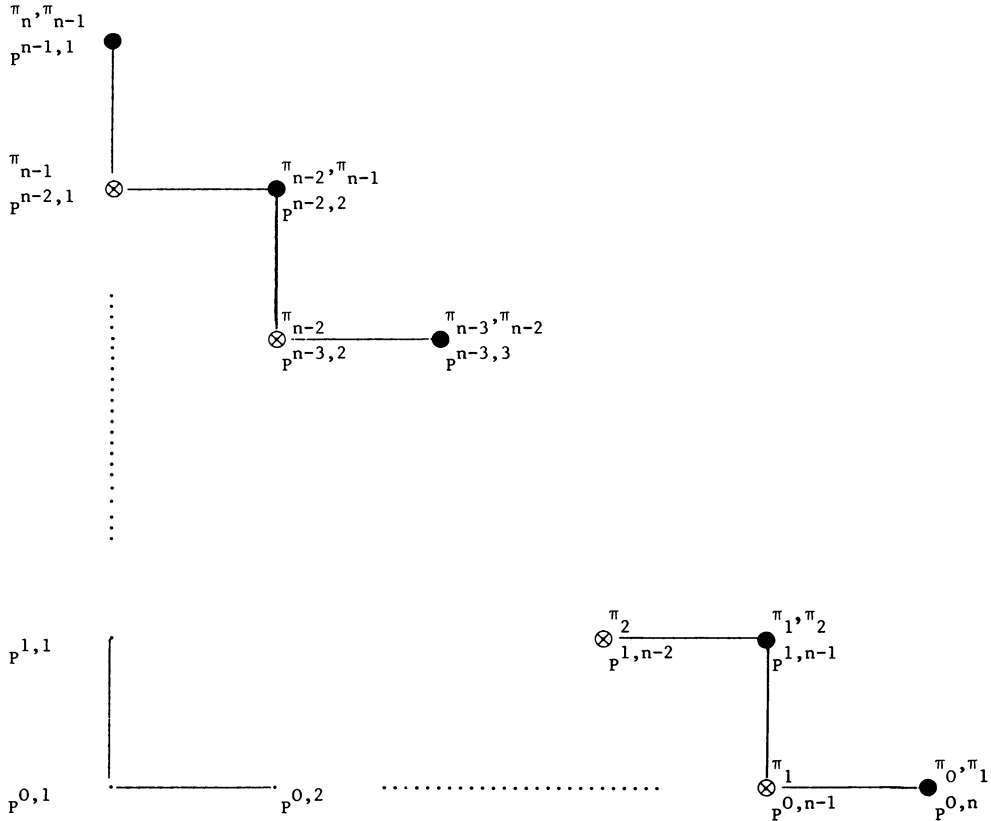 π_n,π_{n-1}
P^{n-1,1}
π_{n-1}
P^{n-2,1}
π_{n-2},π_{n-1}
P^{n-2,2}
π_{n-2}
P^{n-3,2}
π_{n-3},π_{n-2}
P^{n-3,3}
P^{1,1}
π_2
P^{1,n-2}
π_1,π_2
P^{1,n-1}
P^{0,1}
P^{0,2}
π_1
P^{0,n-1}
π_0,π_1
P^{0,n}